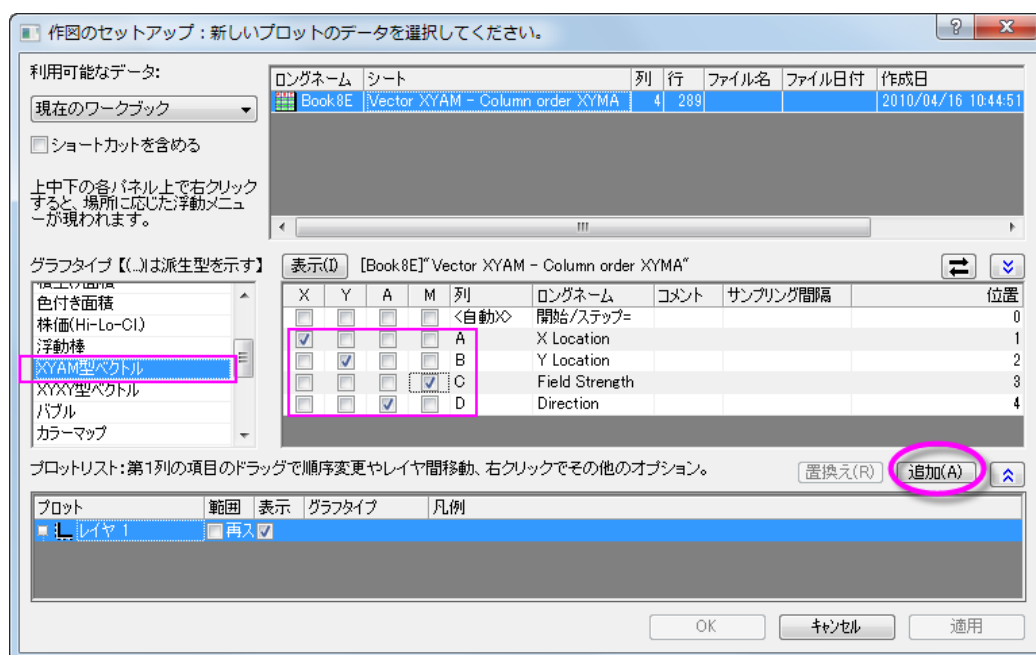 作図のセットアップ：新しいプロットのデータを選択してください。
利用可能なデータ:
現在のワークブック
ショートカットを含める
上中下の各パネル上で右クリック
すると、場所に応じた浮動メニュ
ーが現われます。
ロングネーム シート 列 行 ファイル名 ファイル日付 作成日
Book8E Vector XYAM - Column order XYMA 4 289 2010/04/16 10:44:51
グラフタイプ【(...)は派生型を示す】
色付き面積
株価(Hi-Lo-Cl.)
浮動棒
XYAM型ベクトル
XYXY型ベクトル
バブル
カラーマップ
表示(I) [Book8E]"Vector XYAM - Column order XYMA"
X Y A M 列 ロングネーム コメント サンプリング間隔 位置
<自動X> 開始/ステップ= 0
A X Location 1
B Y Location 2
C Field Strength 3
D Direction 4
プロットリスト:第1列の項目のドラッグで順序変更やレイヤ間移動、右クリックでその他のオプション。
置換え(R) 追加(A)
プロット 範囲 表示 グラフタイプ 凡例
レイヤ 1 再ス
OK キャンセル 適用